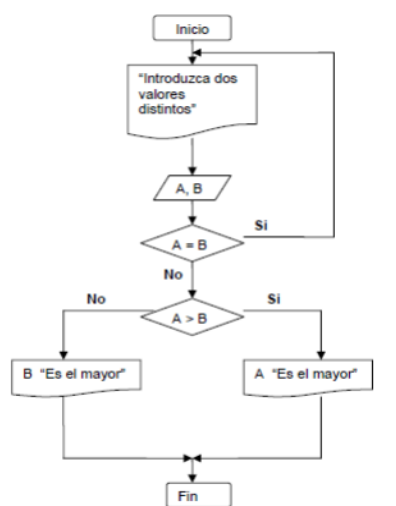 Inicio
"Introduzca dos
valores
distintos"
A, B
Si
A = B
No
No
Si
A > B
B "Es el mayor"
A "Es el mayor"
Fin